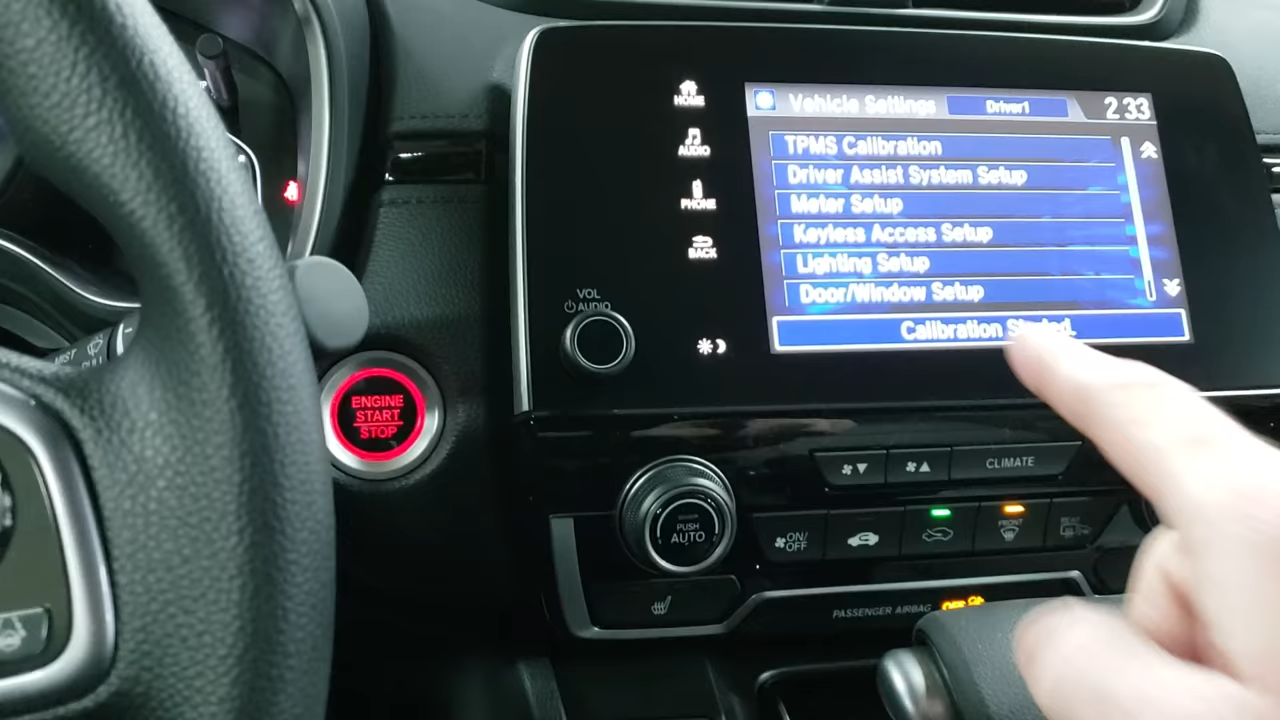 HOME
AUDIO
PHONE
BACK
Vehicle Settings
Driver1
2:33
TPMS Calibration
Driver Assist System Setup
Meter Setup
Keyless Access Setup
Lighting Setup
Door/Window Setup
Calibration Started.
VOL
AUDIO
MIST
ENGINE
START
STOP
CLIMATE
PUSH
AUTO
ON/
OFF
FRONT
REAR
PASSENGER AIRBAG
OFF